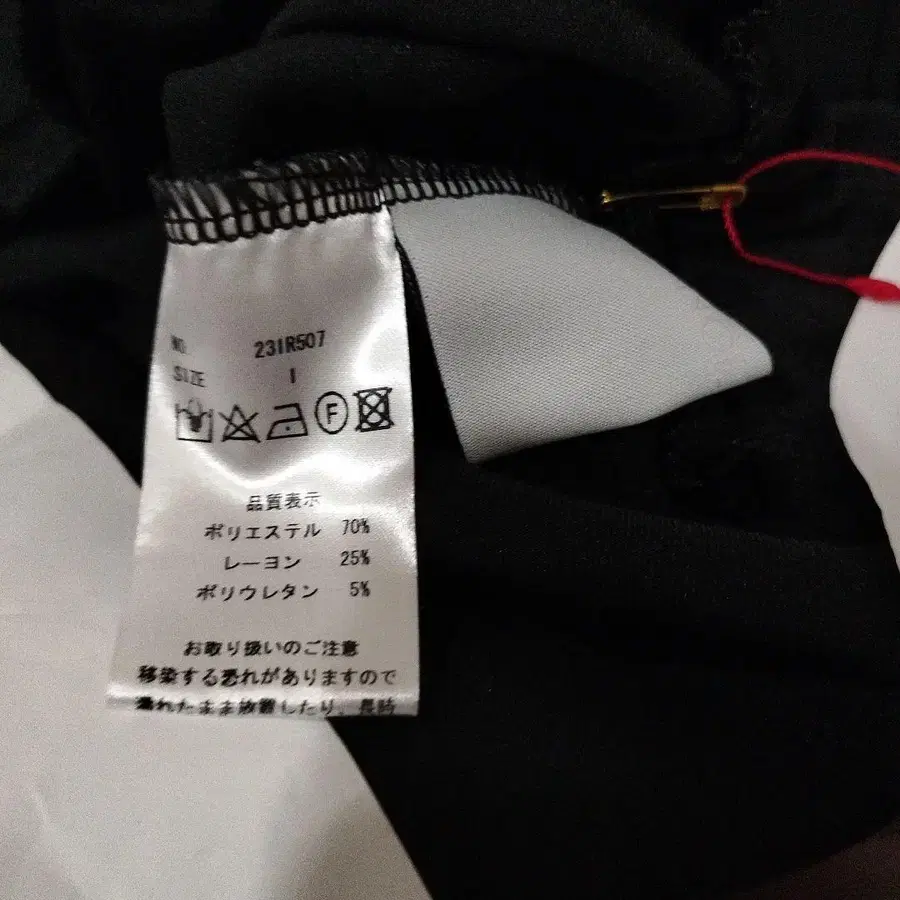 NO 231R507
SIZE 1
F
品質表示
ポリエステル 70%
レーヨン 25%
ポリウレタン 5%
お取り扱いのご注意
移染する恐れがありますので
濡れたまま放置したり、長時